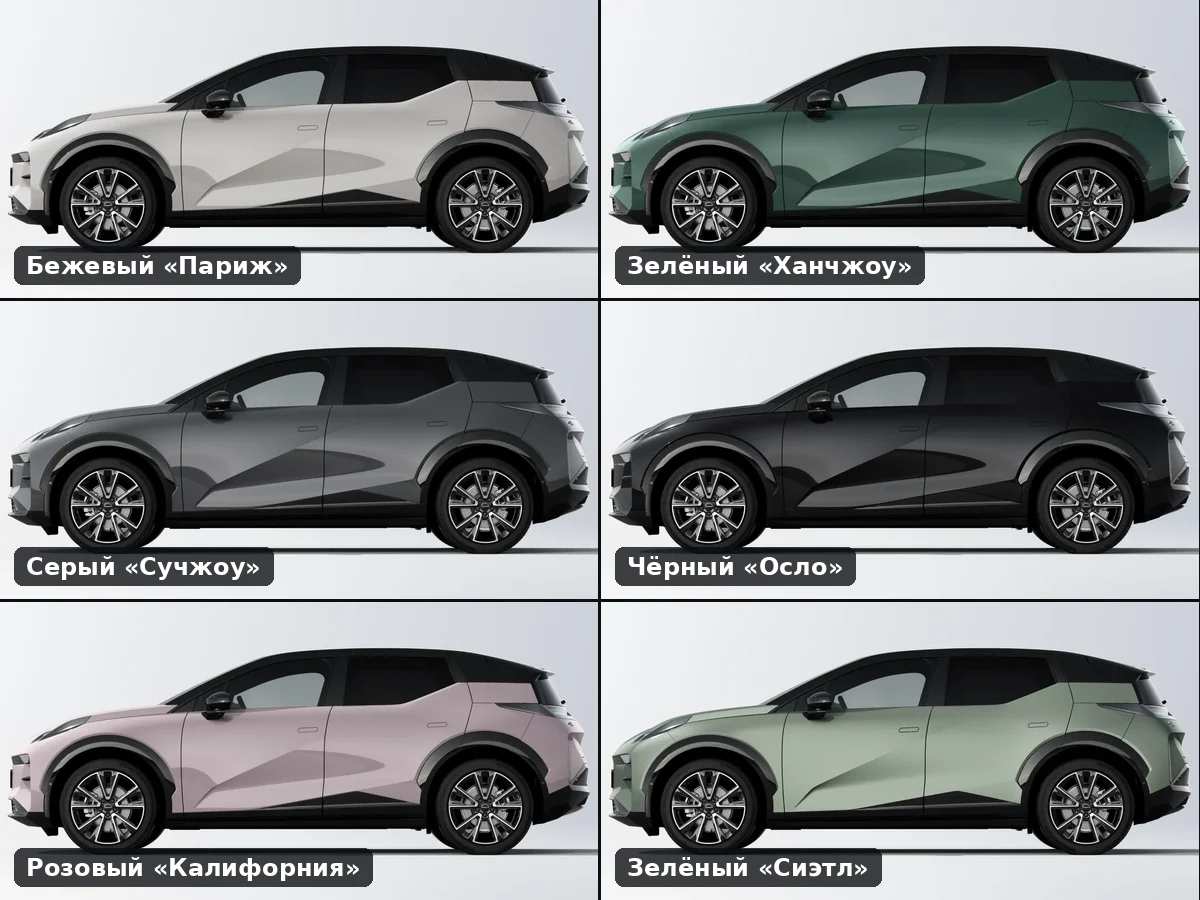 Бежевый «Париж»
Зелёный «Ханчжоу»
Серый «Сучжоу»
Чёрный «Осло»
Розовый «Калифорния»
Зелёный «Сиэтл»